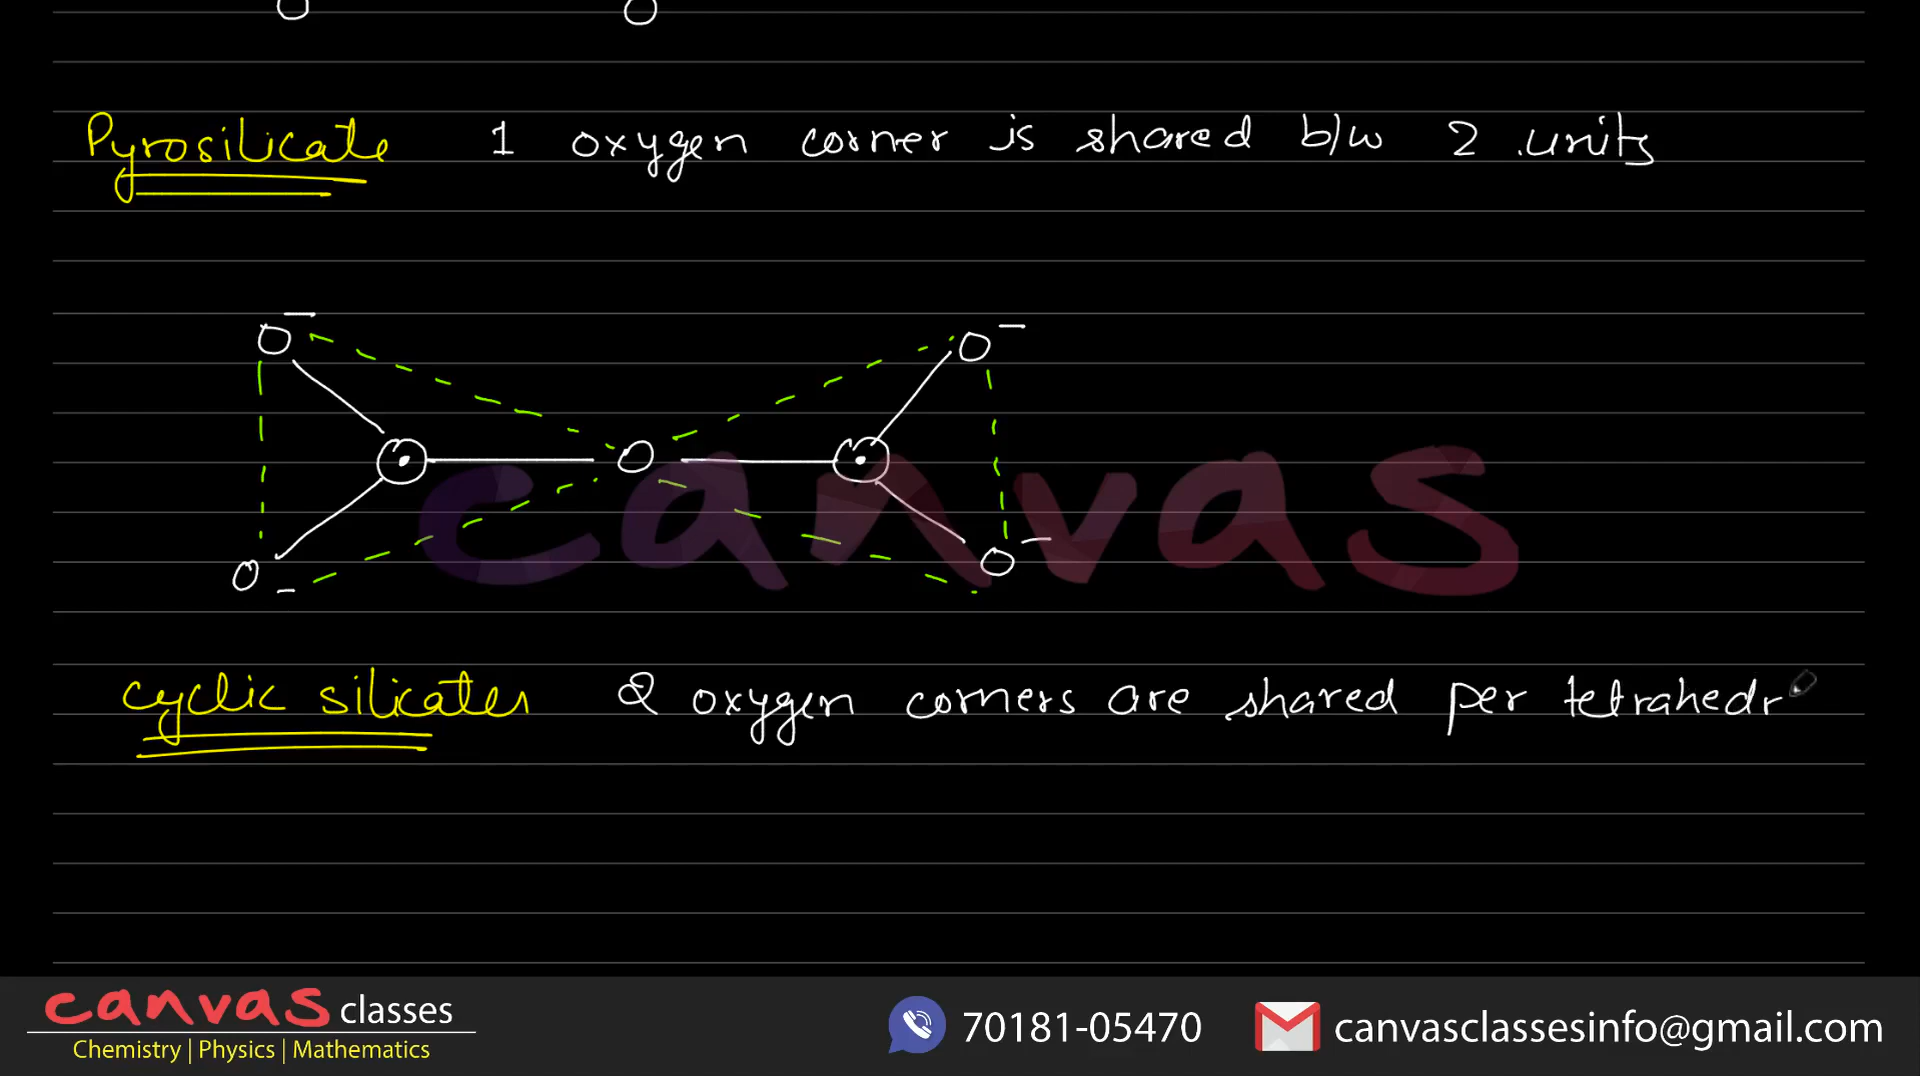 Pyrosilicate 1 oxygen corner is shared b/w 2 units
O⁻ O⁻
O
O⁻ O⁻
canvas
cyclic silicates 2 oxygen corners are shared per tetrahedr
canvas classes
Chemistry | Physics | Mathematics
70181-05470
canvasclassesinfo@gmail.com